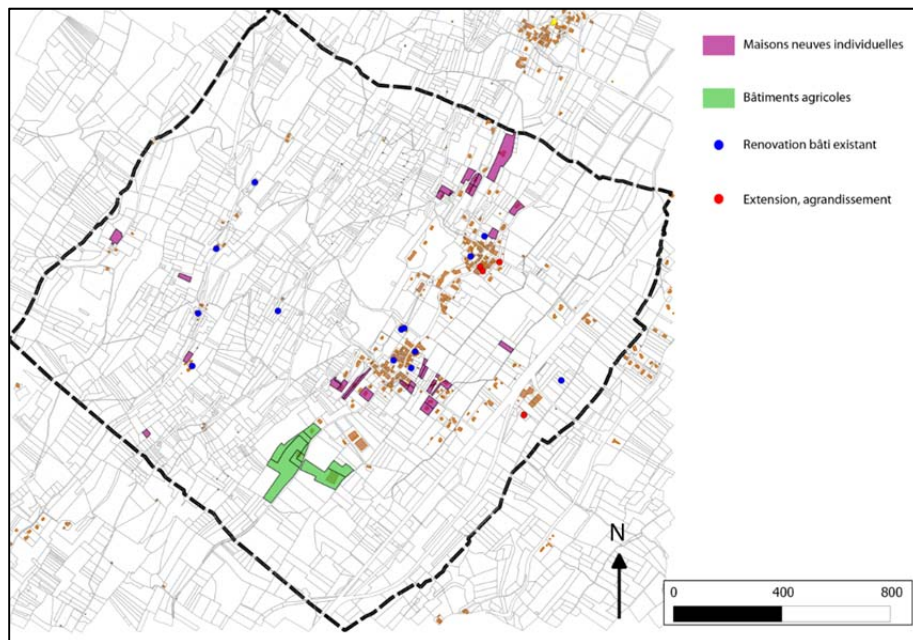 Maisons neuves individuelles
Bâtiments agricoles
Renovation bâti existant
Extension, agrandissement
N
0 400 800